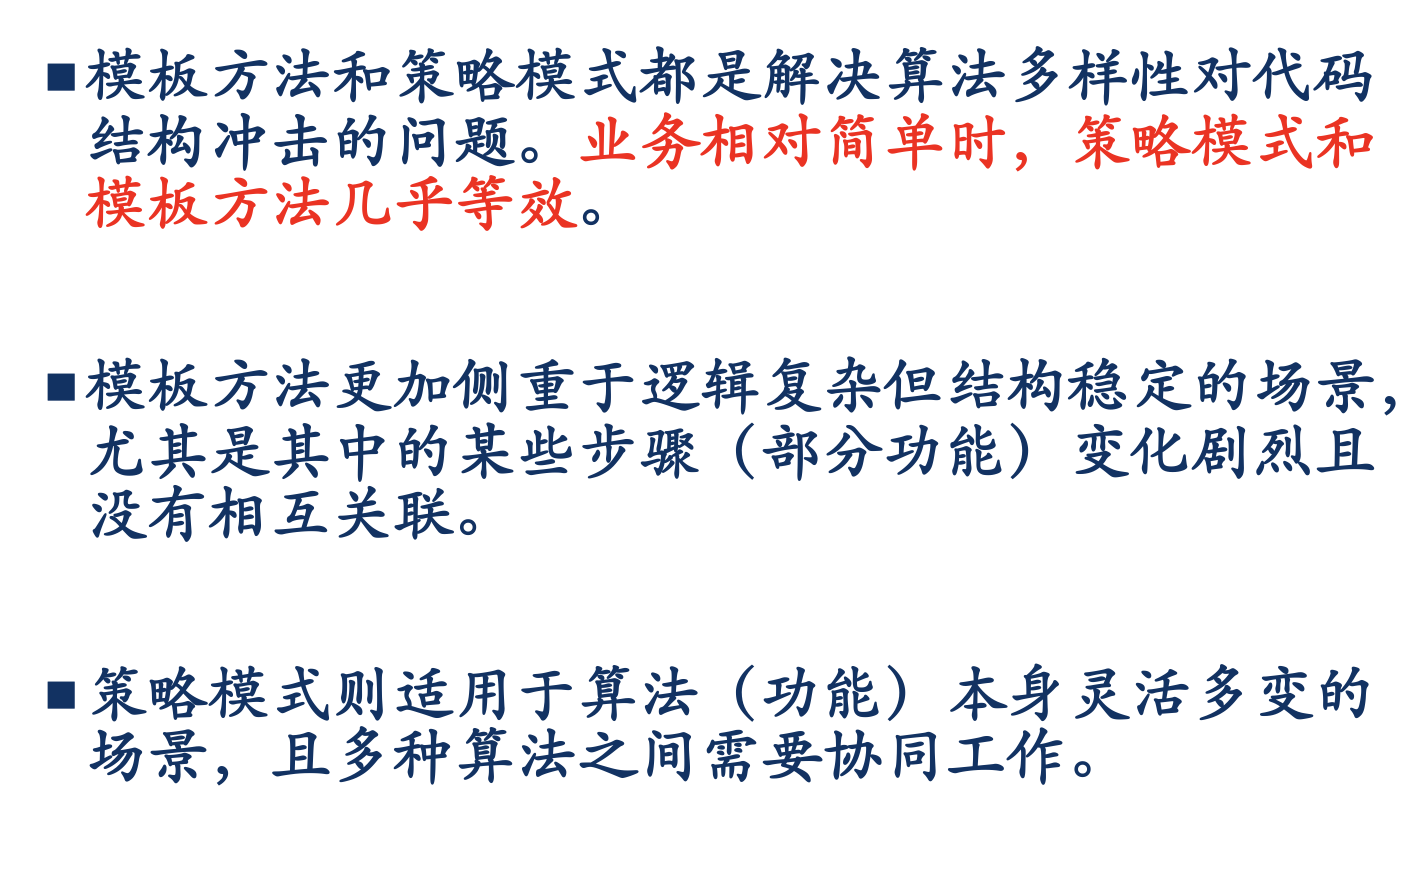 ■模板方法和策略模式都是解决算法多样性对代码
结构冲击的问题。业务相对简单时，策略模式和
模板方法几乎等效。
■模板方法更加侧重于逻辑复杂但结构稳定的场景，
尤其是其中的某些步骤（部分功能）变化剧烈且
没有相互关联。
■策略模式则适用于算法（功能）本身灵活多变的
场景，且多种算法之间需要协同工作。